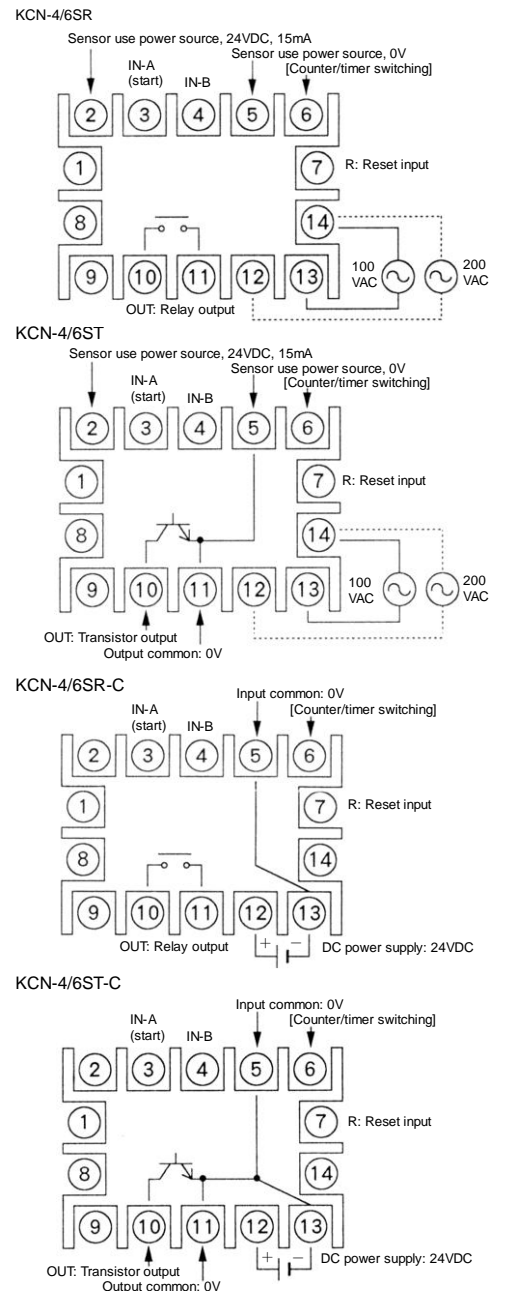 KCN-4/6SR
Sensor use power source, 24VDC, 15mA
Sensor use power source, 0V
IN-A
(start)
IN-B
[Counter/timer switching]
2
3
4
5
6
1
7
R: Reset input
8
14
9
10
11
12
13
100
VAC
200
VAC
OUT: Relay output
KCN-4/6ST
Sensor use power source, 24VDC, 15mA
Sensor use power source, 0V
IN-A
(start)
IN-B
[Counter/timer switching]
2
3
4
5
6
1
7
R: Reset input
8
14
9
10
11
12
13
100
VAC
200
VAC
OUT: Transistor output
Output common: 0V
KCN-4/6SR-C
Input common: 0V
IN-A
(start)
IN-B
[Counter/timer switching]
2
3
4
5
6
1
7
R: Reset input
8
14
9
10
11
12
13
OUT: Relay output
+
−
DC power supply: 24VDC
KCN-4/6ST-C
Input common: 0V
IN-A
(start)
IN-B
[Counter/timer switching]
2
3
4
5
6
1
7
R: Reset input
8
14
9
10
11
12
13
+
−
DC power supply: 24VDC
OUT: Transistor output
Output common: 0V